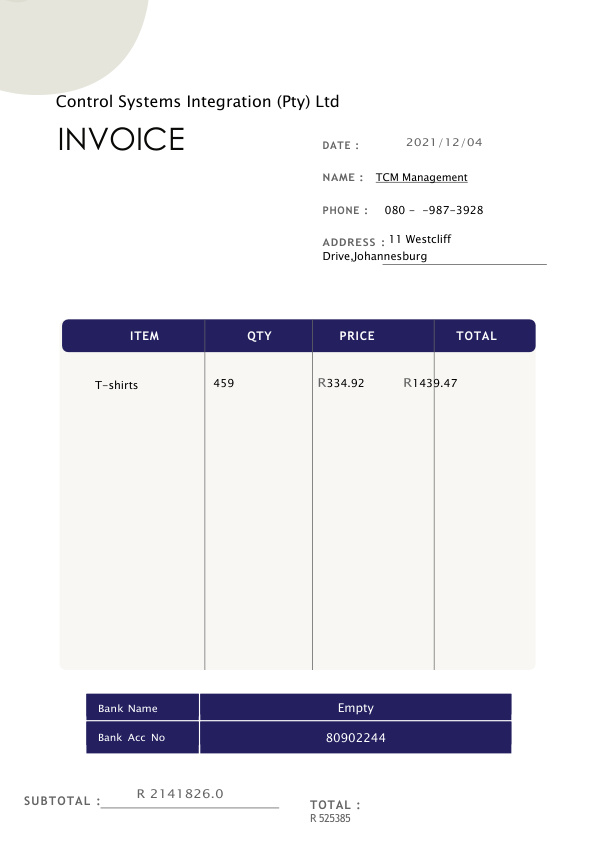 Control Systems Integration (Pty) Ltd
INVOICE
DATE : 2021/12/04
NAME : TCM Management
PHONE : 080 - -987-3928
ADDRESS : 11 Westcliff
Drive,Johannesburg
ITEM QTY PRICE TOTAL
T-shirts 459 R334.92 R1439.47
Bank Name Empty
Bank Acc No 80902244
SUBTOTAL : R 2141826.0
TOTAL :
R 525385